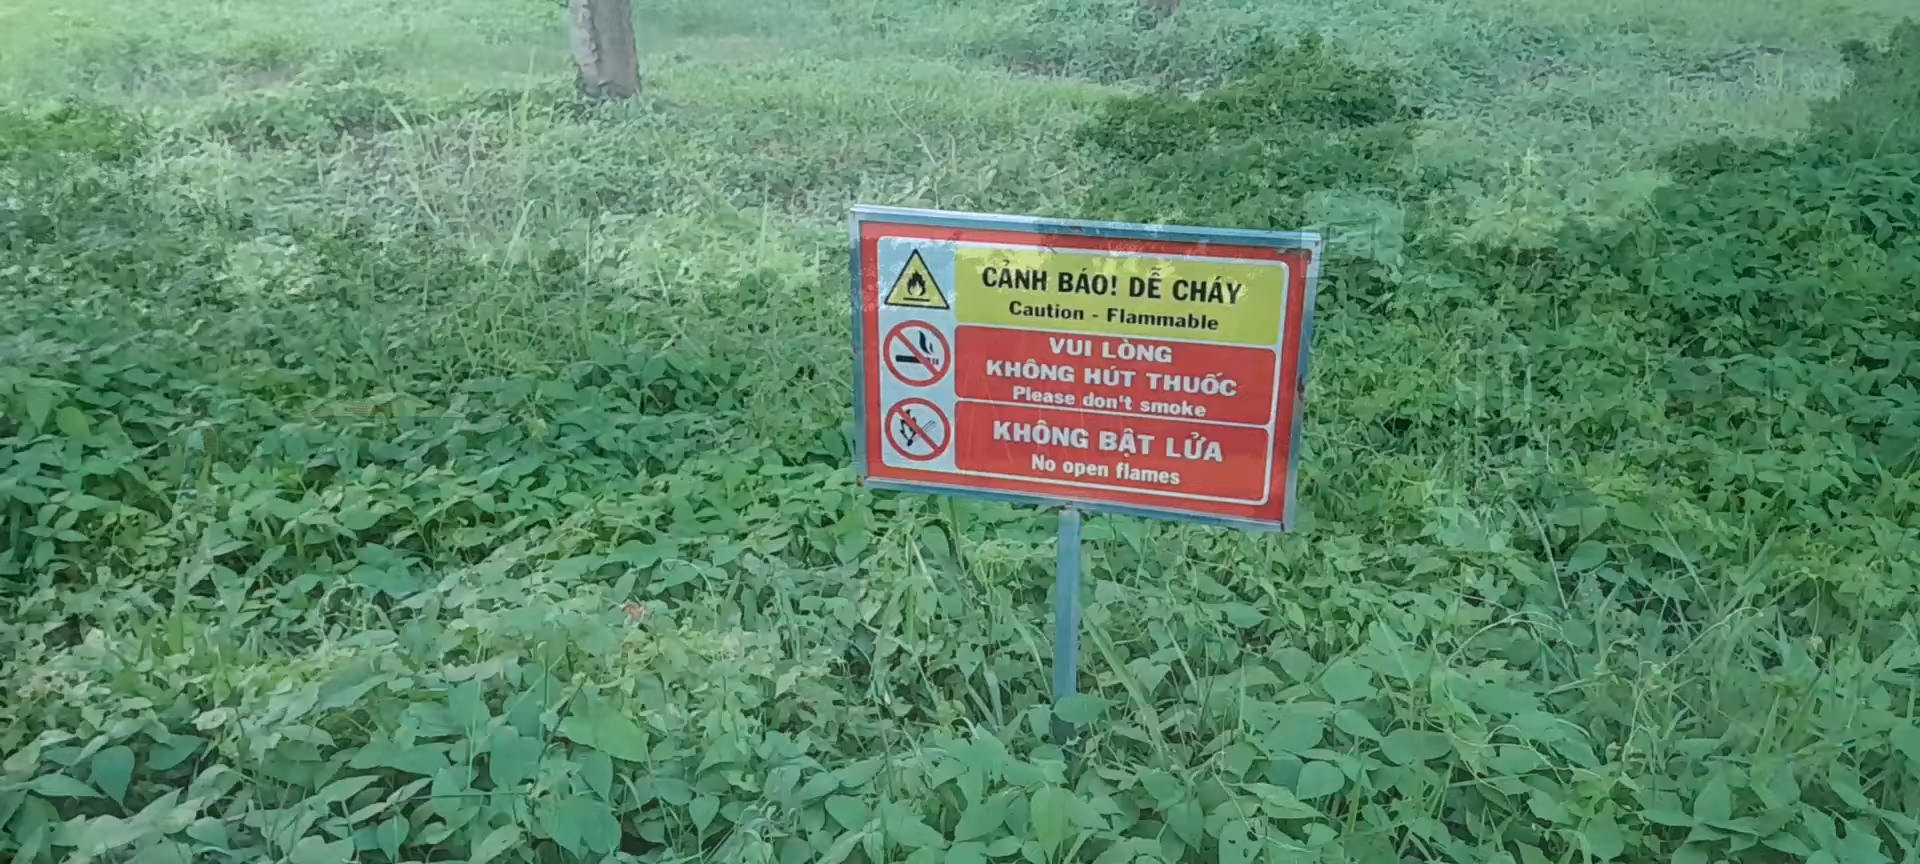 CẢNH BÁO! DỄ CHÁY
Caution - Flammable
VUI LÒNG
KHÔNG HÚT THUỐC
Please don't smoke
KHÔNG BẬT LỬA
No open flames